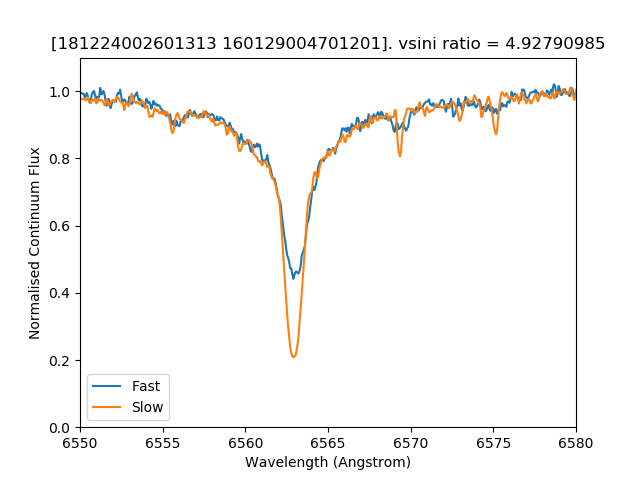 [181224002601313 160129004701201]. vsini ratio = 4.92790985
Normalised Continuum Flux
1.0
0.8
0.6
0.4
0.2
0.0
Fast
Slow
6550 6555 6560 6565 6570 6575 6580
Wavelength (Angstrom)